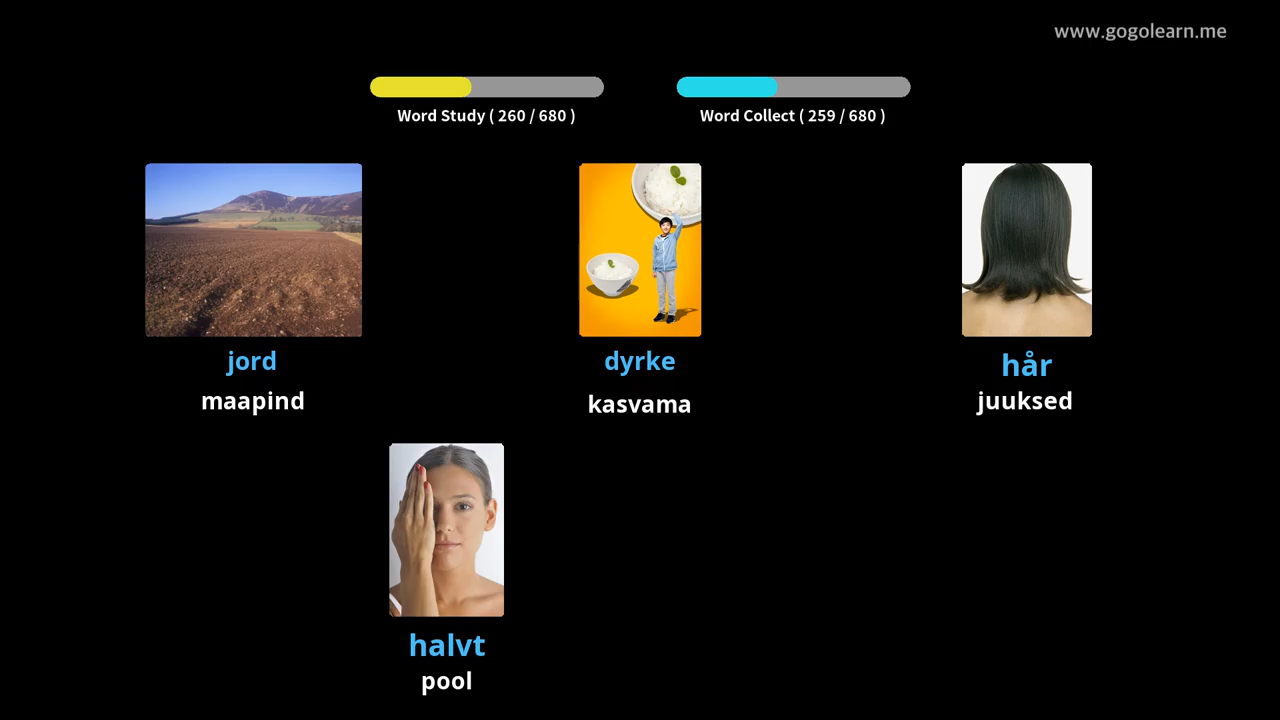 www.gogolearn.me
Word Study ( 260 / 680 )
Word Collect ( 259 / 680 )
jord
maapind
dyrke
kasvama
hår
juuksed
halvt
pool